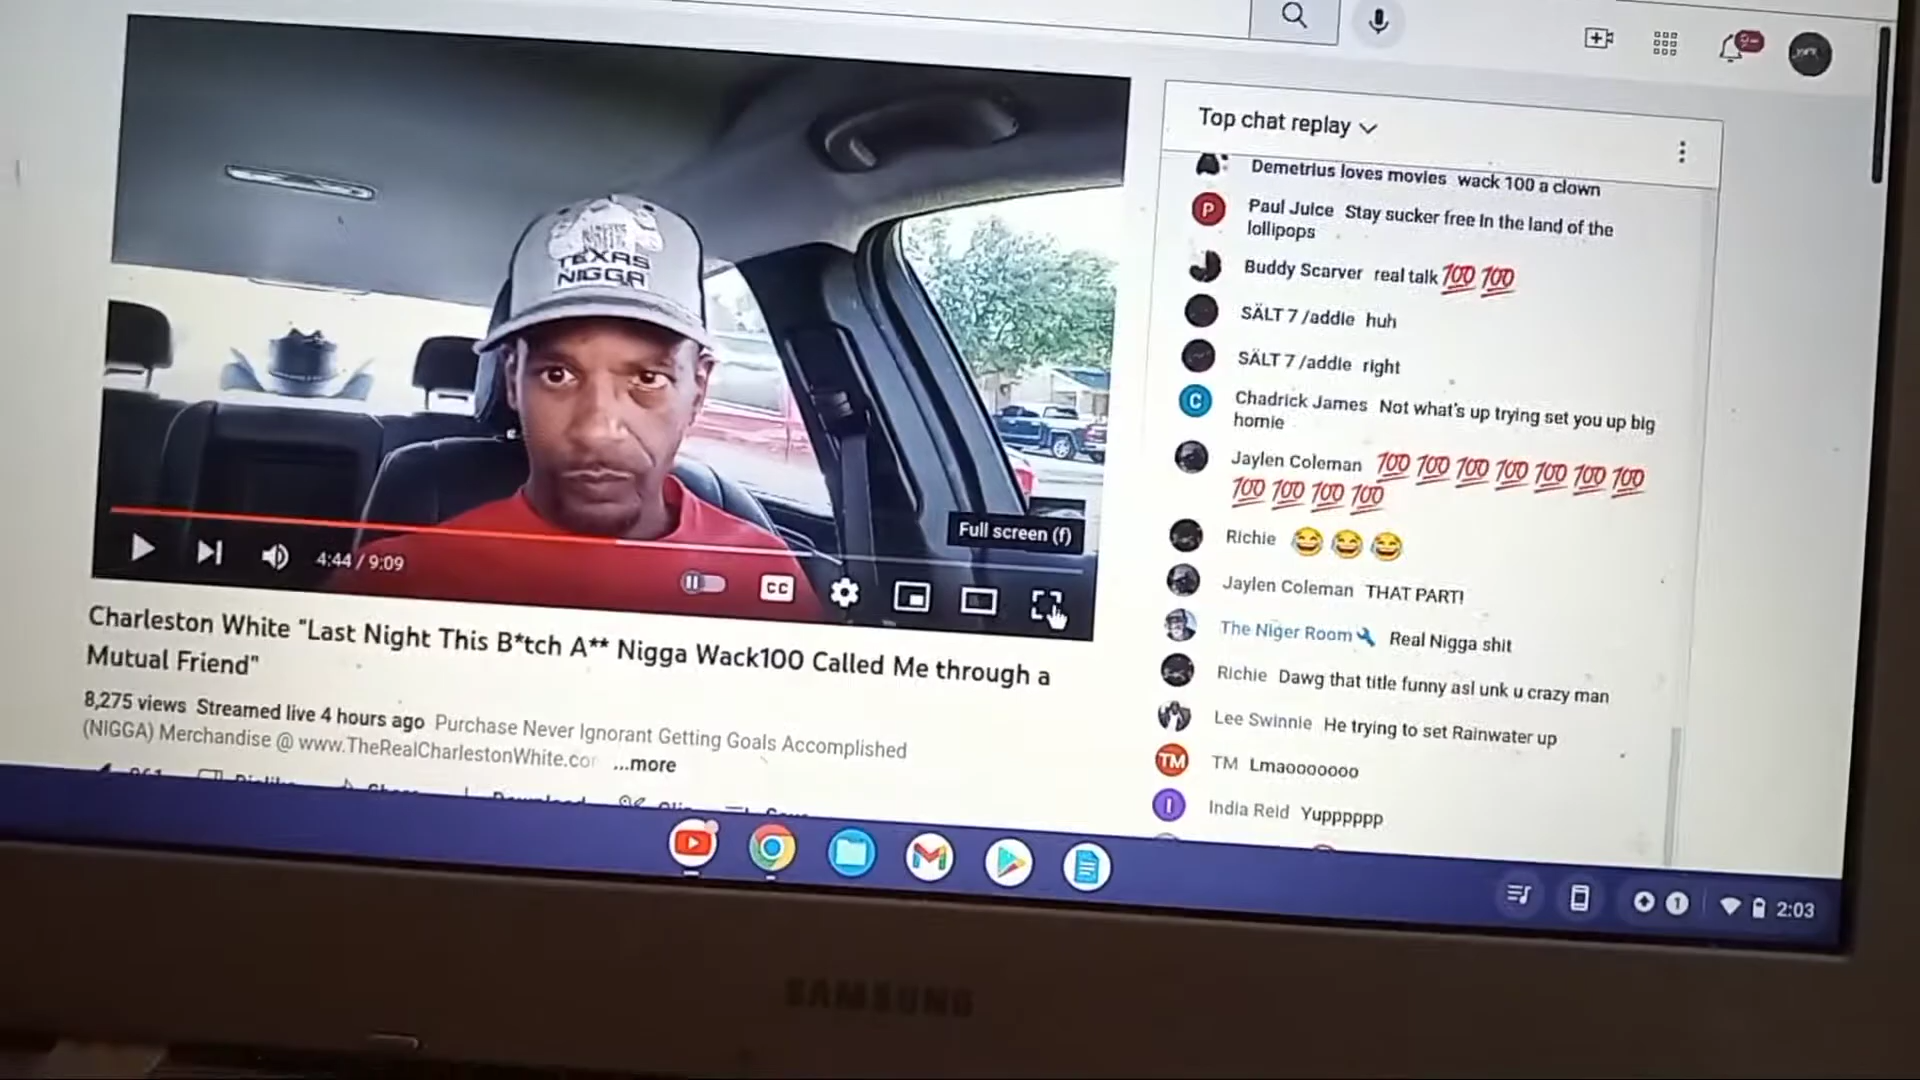 Top chat replay
Demetrius loves movies wack 100 a clown
P
Paul Juice Stay sucker free In the land of the
lollipops
Buddy Scarver real talk 💯 💯
SÄLT 7 /addie huh
SÄLT 7 /addie right
C
Chadrick James Not what's up trying set you up big
homie
Jaylen Coleman 💯 💯 💯 💯 💯 💯 💯
💯 💯 💯 💯
Richie 😂 😂 😂
Jaylen Coleman THAT PART!
The Niger Room Real Nigga shit
Richie Dawg that title funny asl unk u crazy man
Lee Swinnie He trying to set Rainwater up
TM
TM Lmaooooooo
I
India Reid Yupppppp
TEXAS
NIGGA
Full screen (f)
4:44 / 9:09
CC
Charleston White "Last Night This B*tch A** Nigga Wack100 Called Me through a
Mutual Friend"
8,275 views Streamed live 4 hours ago Purchase Never Ignorant Getting Goals Accomplished
(NIGGA) Merchandise @ www.TheRealCharlestonWhite.cor ...more
1
2:03
SAMSUNG